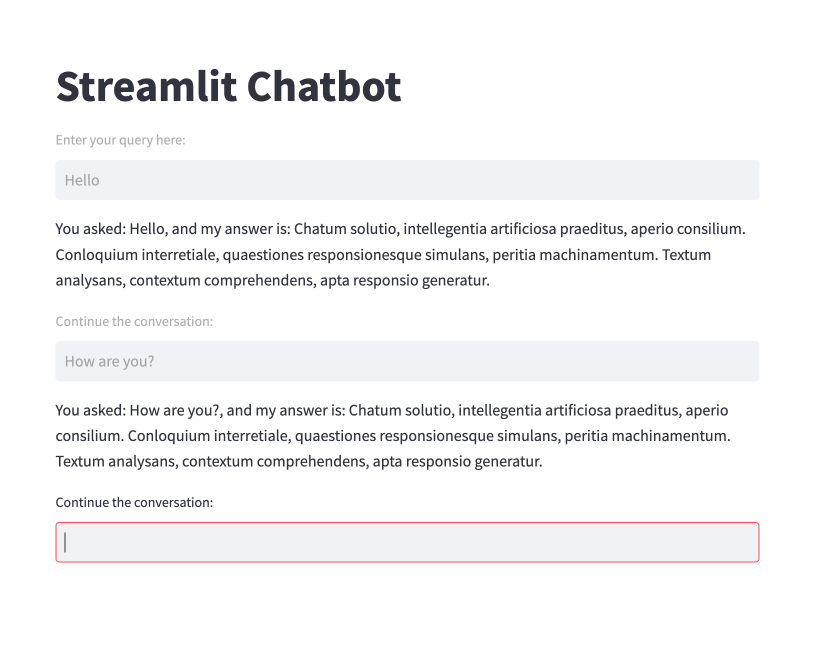 Streamlit Chatbot
Enter your query here:
Hello
You asked: Hello, and my answer is: Chatum solutio, intellegentia artificiosa praeditus, aperio consilium.
Conloquium interretiale, quaestiones responsionesque simulans, peritia machinamentum. Textum
analysans, contextum comprehendens, apta responsio generatur.
Continue the conversation:
How are you?
You asked: How are you?, and my answer is: Chatum solutio, intellegentia artificiosa praeditus, aperio
consilium. Conloquium interretiale, quaestiones responsionesque simulans, peritia machinamentum.
Textum analysans, contextum comprehendens, apta responsio generatur.
Continue the conversation: